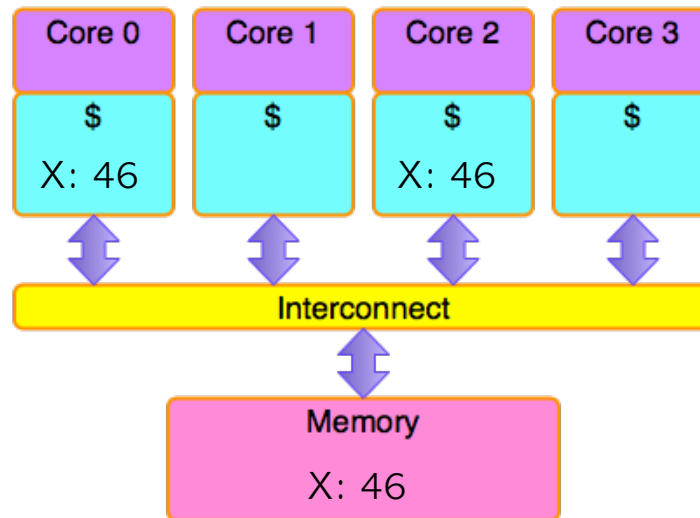 Core 0 Core 1 Core 2 Core 3
$ $ $ $
X: 46 X: 46
Interconnect
Memory
X: 46